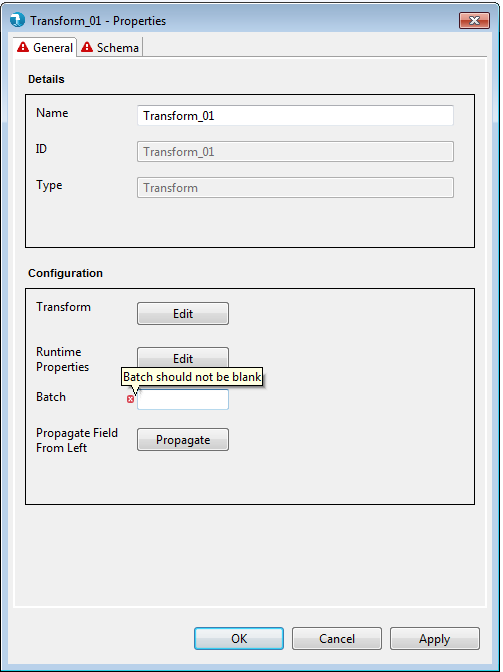 Transform_01 - Properties
General
Schema
Details
Name
Transform_01
ID
Transform_01
Type
Transform
Configuration
Transform
Edit
Runtime
Properties
Edit
Batch should not be blank
Batch
Propagate Field
From Left
Propagate
OK
Cancel
Apply